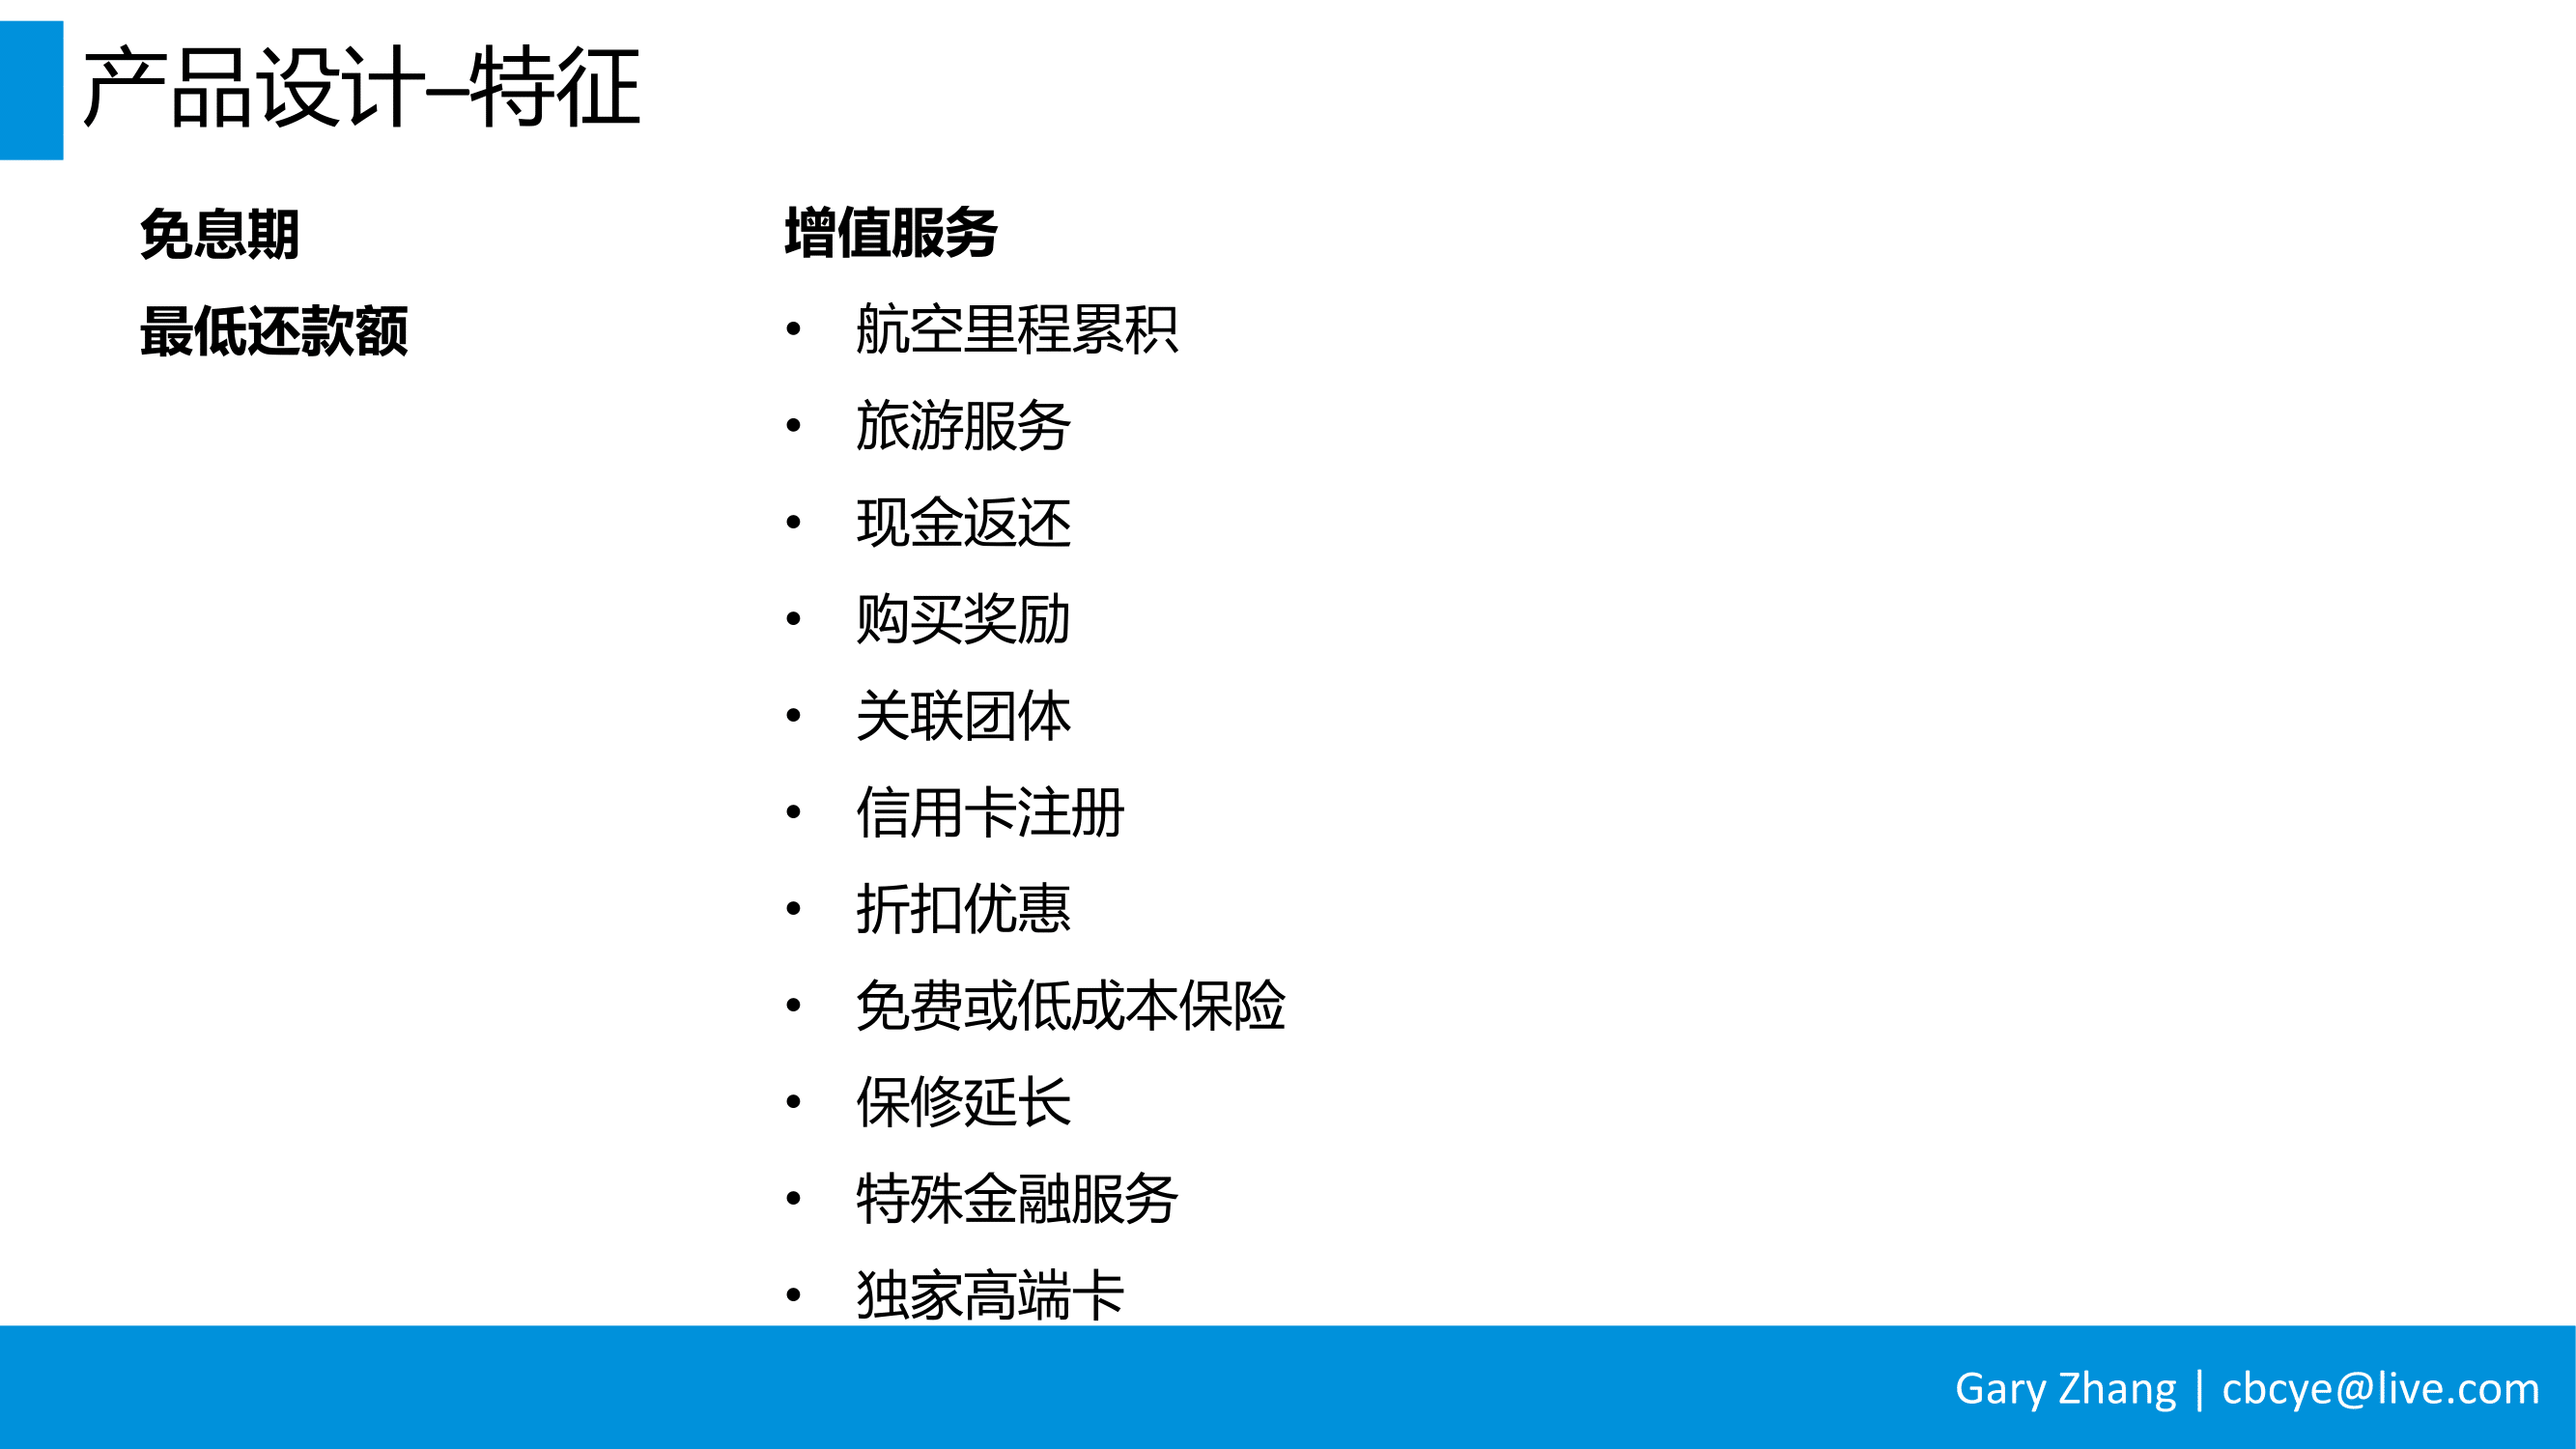 产品设计–特征
免息期
最低还款额
增值服务
• 航空里程累积
• 旅游服务
• 现金返还
• 购买奖励
• 关联团体
• 信用卡注册
• 折扣优惠
• 免费或低成本保险
• 保修延长
• 特殊金融服务
• 独家高端卡
Gary Zhang | cbcye@live.com